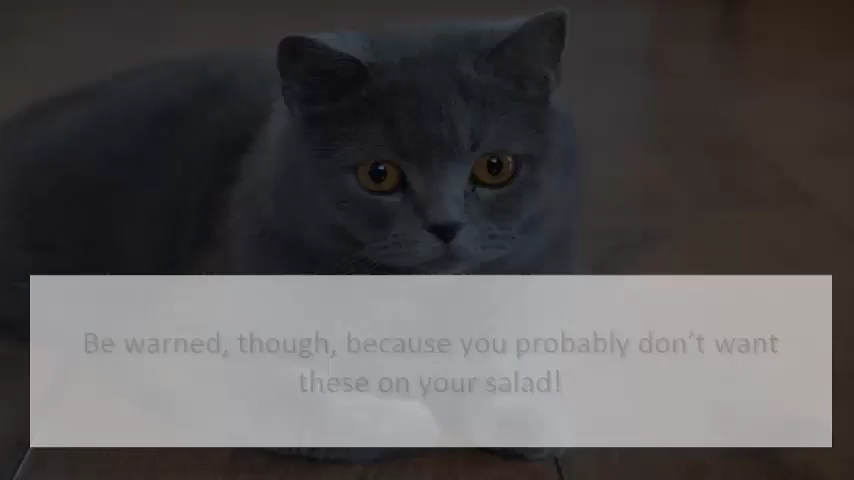 Be warned, though, because you probably don't want
these on your salad!